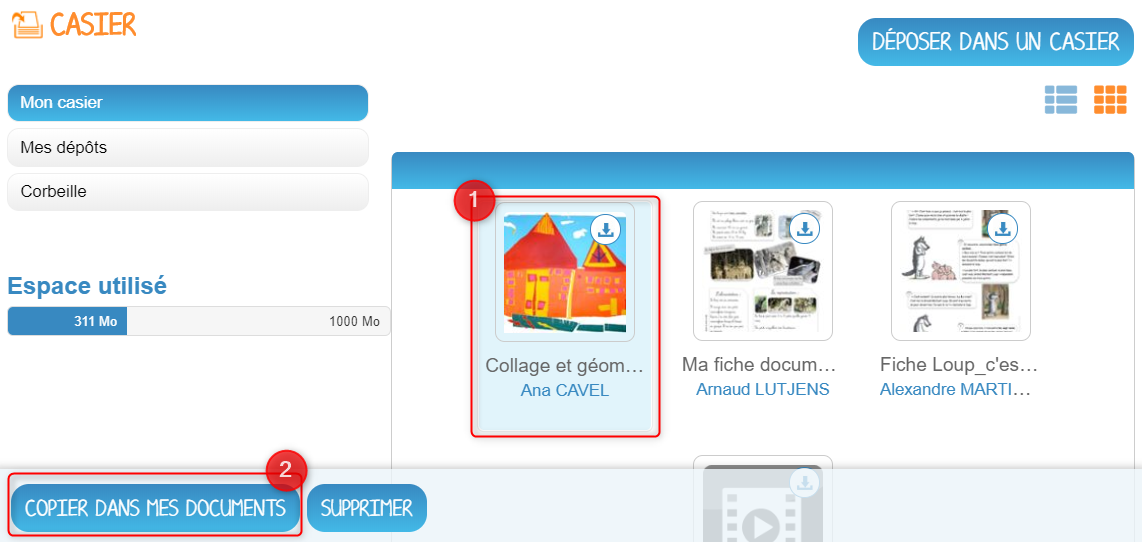 CASIER
DÉPOSER DANS UN CASIER
Mon casier
Mes dépôts
Corbeille
Espace utilisé
311 Mo
1000 Mo
1
Collage et géom…
Ana CAVEL
Ma fiche docum…
Arnaud LUTJENS
Fiche Loup_c'es…
Alexandre MARTI…
2
COPIER DANS MES DOCUMENTS
SUPPRIMER